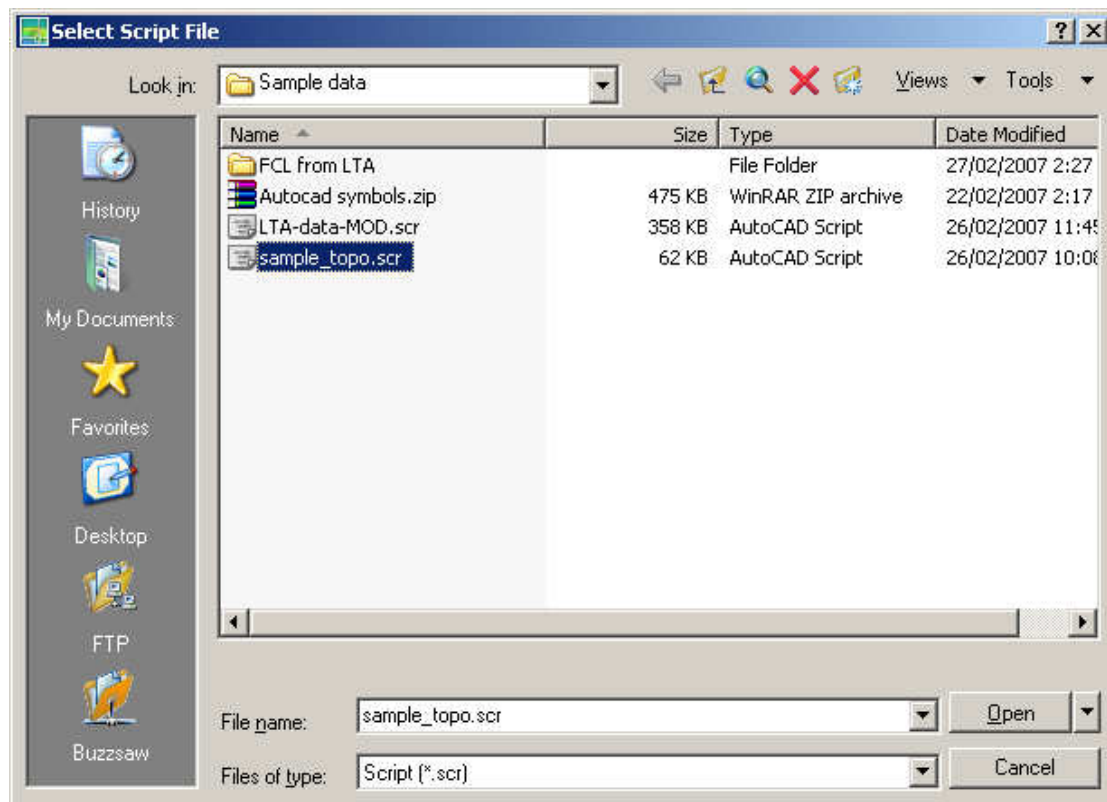 Select Script File
Look in: Sample data Views Tools
Name Size Type Date Modified
FCL from LTA File Folder 27/02/2007 2:27
Autocad symbols.zip 475 KB WinRAR ZIP archive 22/02/2007 2:17
LTA-data-MOD.scr 358 KB AutoCAD Script 26/02/2007 11:45
sample_topo.scr 62 KB AutoCAD Script 26/02/2007 10:08
History
My Documents
Favorites
Desktop
FTP
Buzzsaw
File name: sample_topo.scr Open
Files of type: Script (*.scr) Cancel